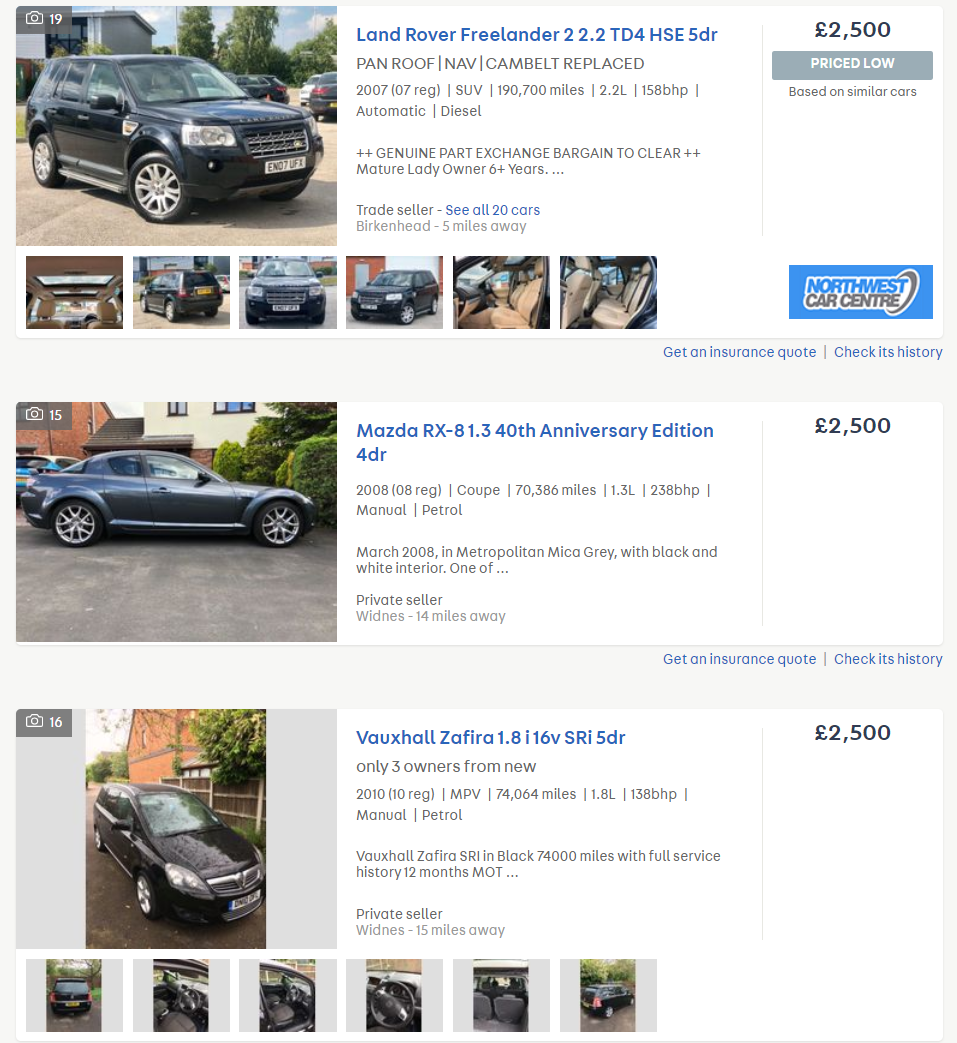 19
Land Rover Freelander 2 2.2 TD4 HSE 5dr
£2,500
PAN ROOF|NAV|CAMBELT REPLACED
PRICED LOW
2007 (07 reg) | SUV | 190,700 miles | 2.2L | 158bhp |
Based on similar cars
Automatic | Diesel
++ GENUINE PART EXCHANGE BARGAIN TO CLEAR ++
Mature Lady Owner 6+ Years. ...
EN07 UFX
Trade seller - See all 20 cars
Birkenhead - 5 miles away
NORTHWEST
CAR CENTRE
Get an insurance quote | Check its history
15
Mazda RX-8 1.3 40th Anniversary Edition
4dr
£2,500
2008 (08 reg) | Coupe | 70,386 miles | 1.3L | 238bhp |
Manual | Petrol
March 2008, in Metropolitan Mica Grey, with black and
white interior. One of ...
Private seller
Widnes - 14 miles away
Get an insurance quote | Check its history
16
Vauxhall Zafira 1.8 i 16v SRi 5dr
£2,500
only 3 owners from new
2010 (10 reg) | MPV | 74,064 miles | 1.8L | 138bhp |
Manual | Petrol
Vauxhall Zafira SRI in Black 74000 miles with full service
history 12 months MOT ...
Private seller
Widnes - 15 miles away